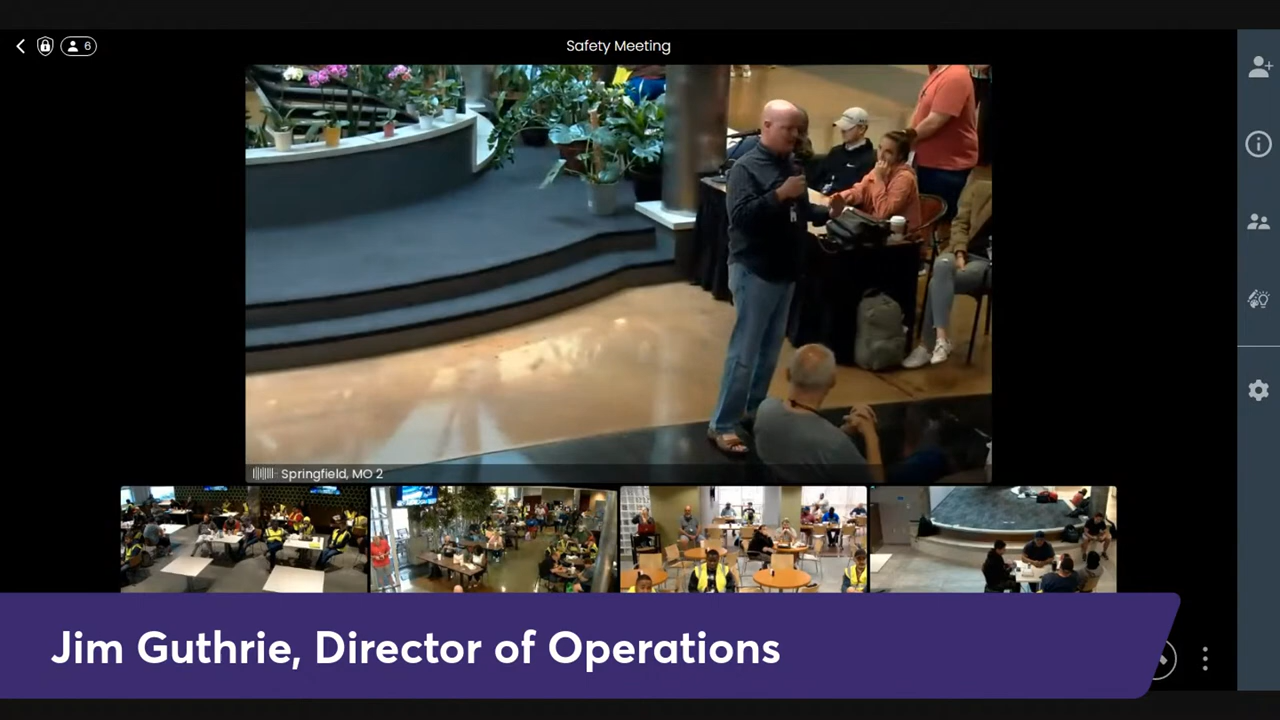 6
Safety Meeting
Springfield, MO 2
Jim Guthrie, Director of Operations